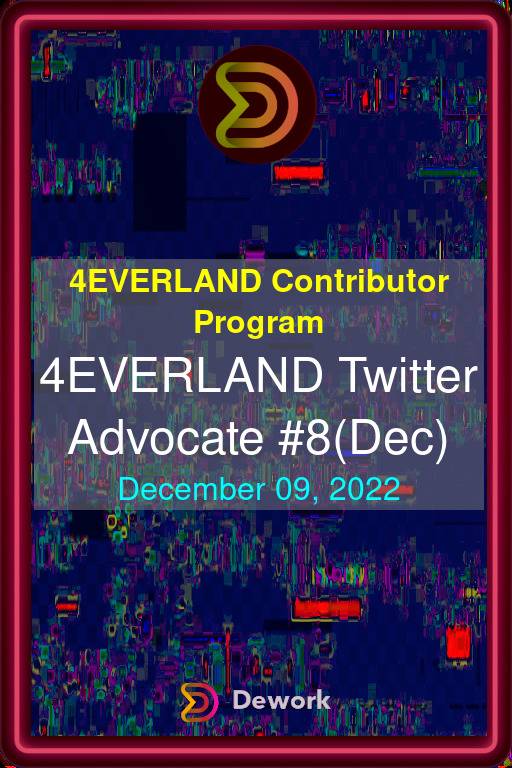 4EVERLAND Contributor
Program
4EVERLAND Twitter
Advocate #8(Dec)
December 09, 2022
Dework